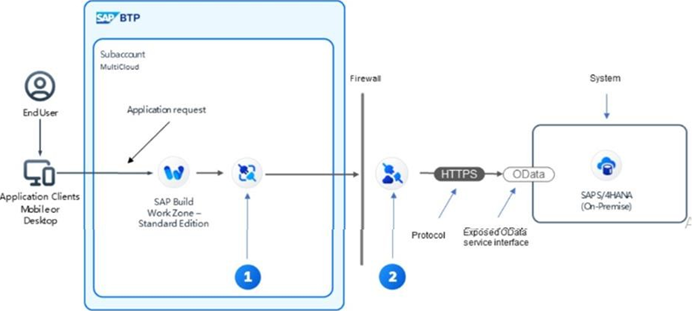 SAP BTP
Subaccount
MultiCloud
End User
Application request
Firewall
System
HTTPS
OData
Application Clients
Mobile or
Desktop
SAP Build
Work Zone –
Standard Edition
SAP S/4HANA
(On-Premise)
Protocol
Exposed OData
service interface
1
2